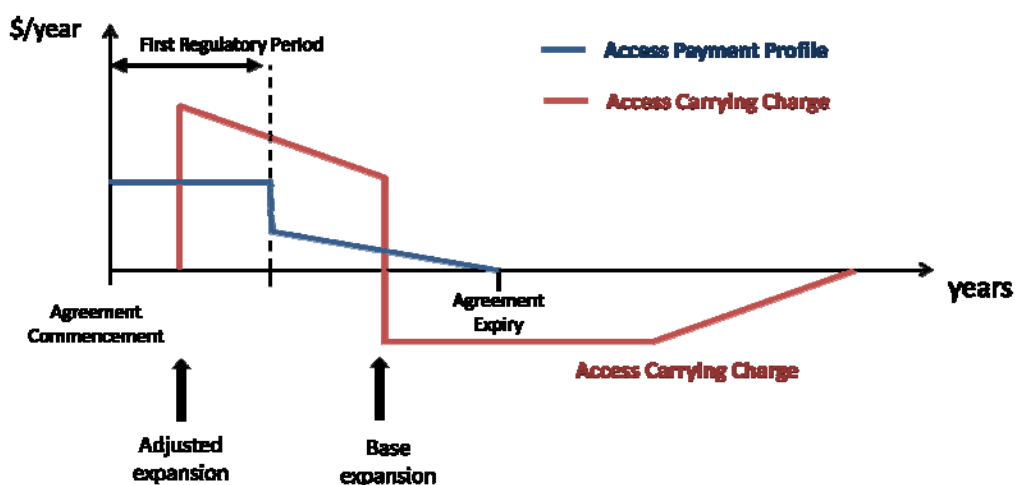 $/year
First Regulatory Period
Access Payment Profile
Access Carrying Charge
years
Agreement
Commencement
Agreement
Expiry
Access Carrying Charge
Adjusted
expansion
Base
expansion